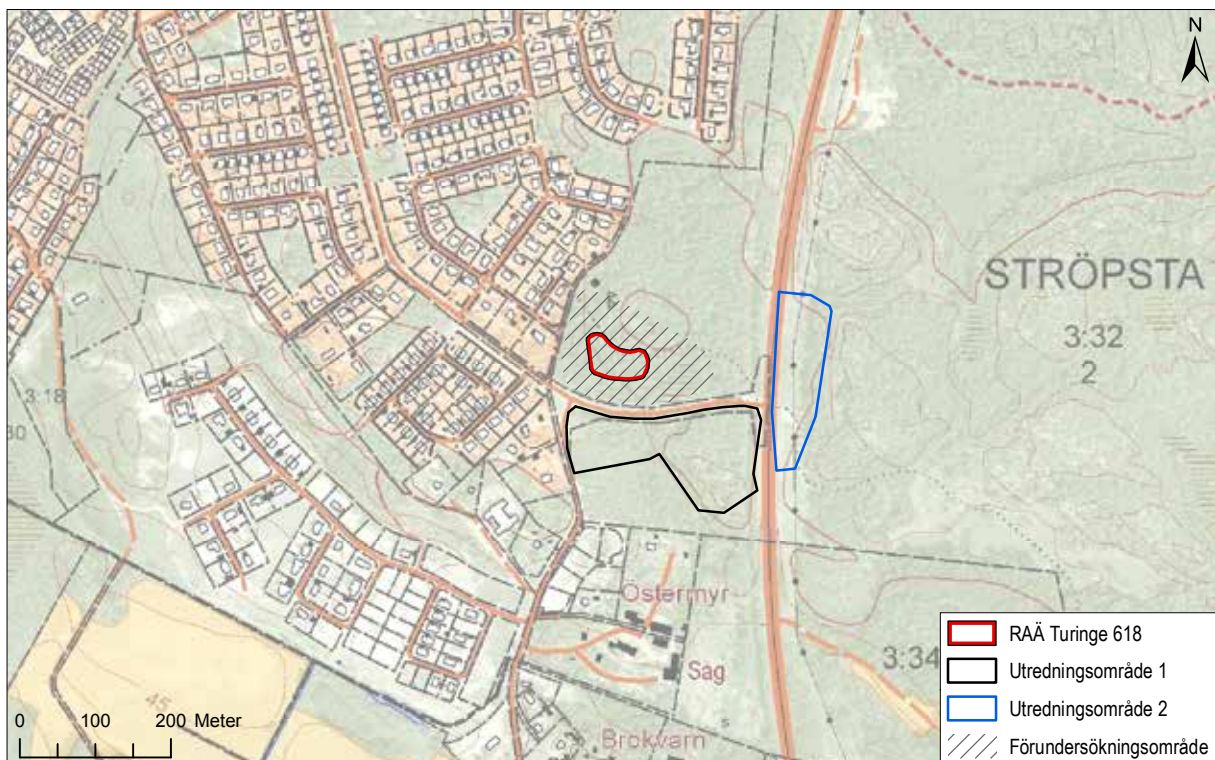 N
STRÖPSTA
3:32
2
3:18
30
Östermyr
3:34
Såg
45
Brokvarn
0 100 200 Meter
RAÄ Turinge 618
Utredningsområde 1
Utredningsområde 2
Förundersökningsområde